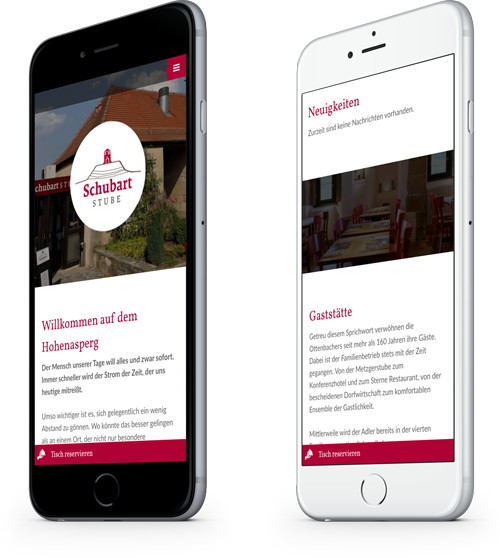 Schubart STUBE
Schubart
STUBE
Willkommen auf dem
Hohenasperg
Der Mensch unserer Tage will alles und zwar sofort.
Immer schneller wird der Strom der Zeit, der uns
heutige mitreißt.
Umso wichtiger ist es, sich gelegentlich ein wenig
Abstand zu gönnen. Wo könnte das besser gelingen
als an einem Ort, der nicht nur besondere
Tisch reservieren
Neuigkeiten
Zurzeit sind keine Nachrichten vorhanden.
Gaststätte
Getreu diesem Sprichwort verwöhnen die
Ottenbachers seit mehr als 160 Jahren ihre Gäste.
Dabei ist der Familienbetrieb stets mit der Zeit
gegangen. Von der Metzgerstube zum
Konferenzhotel und zum Sterne Restaurant, von der
bescheidenen Dorfwirtschaft zum komfortablen
Ensemble der Gastlichkeit.
Mittlerweile wird der Adler bereits in der vierten
Tisch reservieren